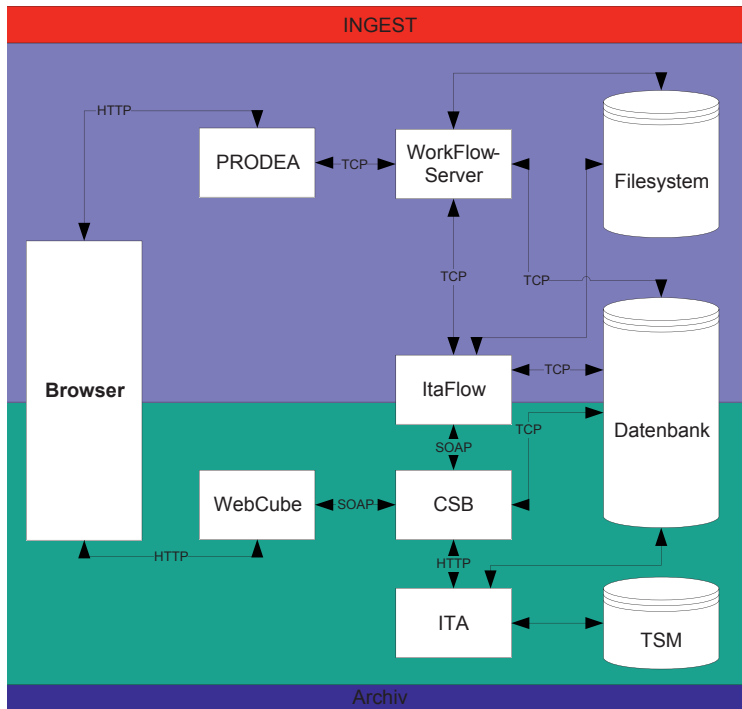 INGEST
HTTP
PRODEA
TCP
WorkFlow-
Server
Filesystem
TCP
TCP
Browser
ItaFlow
TCP
Datenbank
TCP
SOAP
WebCube
SOAP
CSB
HTTP
HTTP
ITA
TSM
Archiv